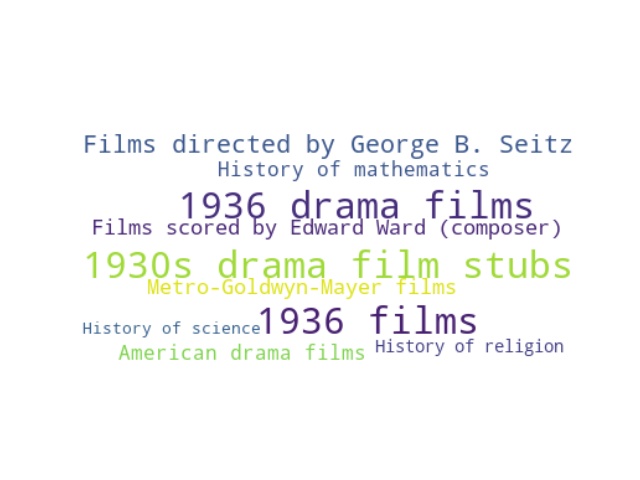 Films directed by George B. Seitz
History of mathematics
1936 drama films
Films scored by Edward Ward (composer)
1930s drama film stubs
Metro-Goldwyn-Mayer films
1936 films
History of science
History of religion
American drama films